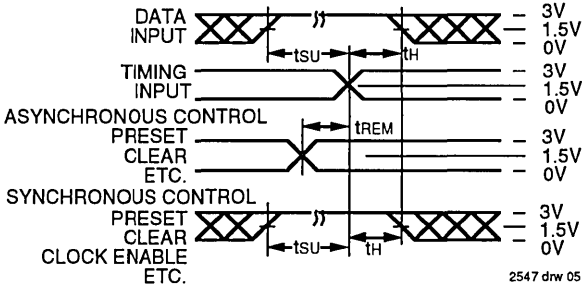 DATA
INPUT
tSU
tH
3V
1.5V
0V
TIMING
INPUT
3V
1.5V
0V
ASYNCHRONOUS CONTROL
PRESET
CLEAR
ETC.
tREM
3V
1.5V
0V
SYNCHRONOUS CONTROL
PRESET
CLEAR
CLOCK ENABLE
ETC.
tSU
tH
3V
1.5V
0V
2547 drw 05